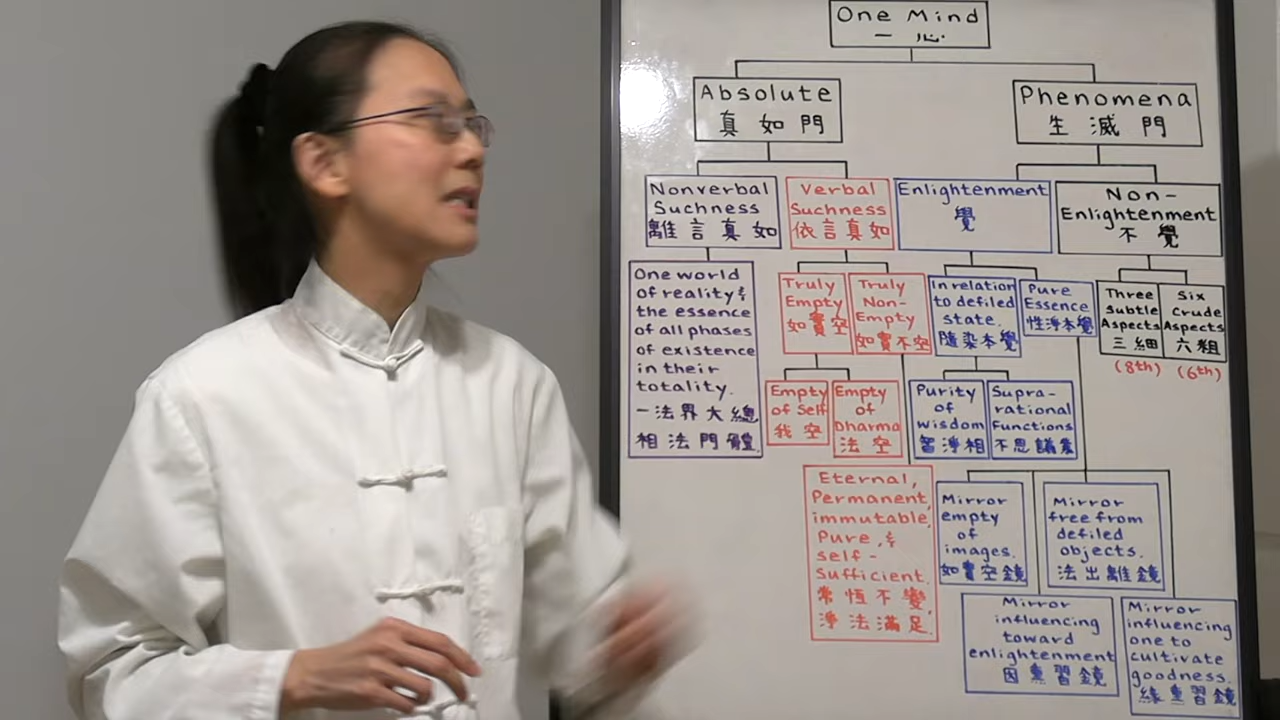 One Mind
一心
Absolute
真如門
Phenomena
生滅門
Nonverbal
Suchness
離言真如
Verbal
Suchness
依言真如
Enlightenment
覺
Non-
Enlightenment
不覺
One world
of reality &
the essence
of all phases
of existence
in their
totality.
一法界大總
相法門體
Truly
Empty
如實空
Truly
Non-
Empty
如實不空
In relation
to defiled
state.
隨染本覺
Pure
Essence
性淨本覺
Three
Subtle
Aspects
三細
(8th)
Six
Crude
Aspects
六粗
(6th)
Empty
of Self
我空
Empty
of
Dharma
法空
Purity
of
wisdom
智淨相
Supra-
rational
functions
不思議業
Eternal,
Permanent,
immutable,
Pure, &
self-
sufficient.
常恆不變,
淨法滿足.
Mirror
empty
of
images.
如實空鏡
Mirror
free from
defiled
objects.
法出離鏡
Mirror
influencing
toward
enlightenment
因熏習鏡
Mirror
influencing
one to
cultivate
goodness.
緣熏習鏡